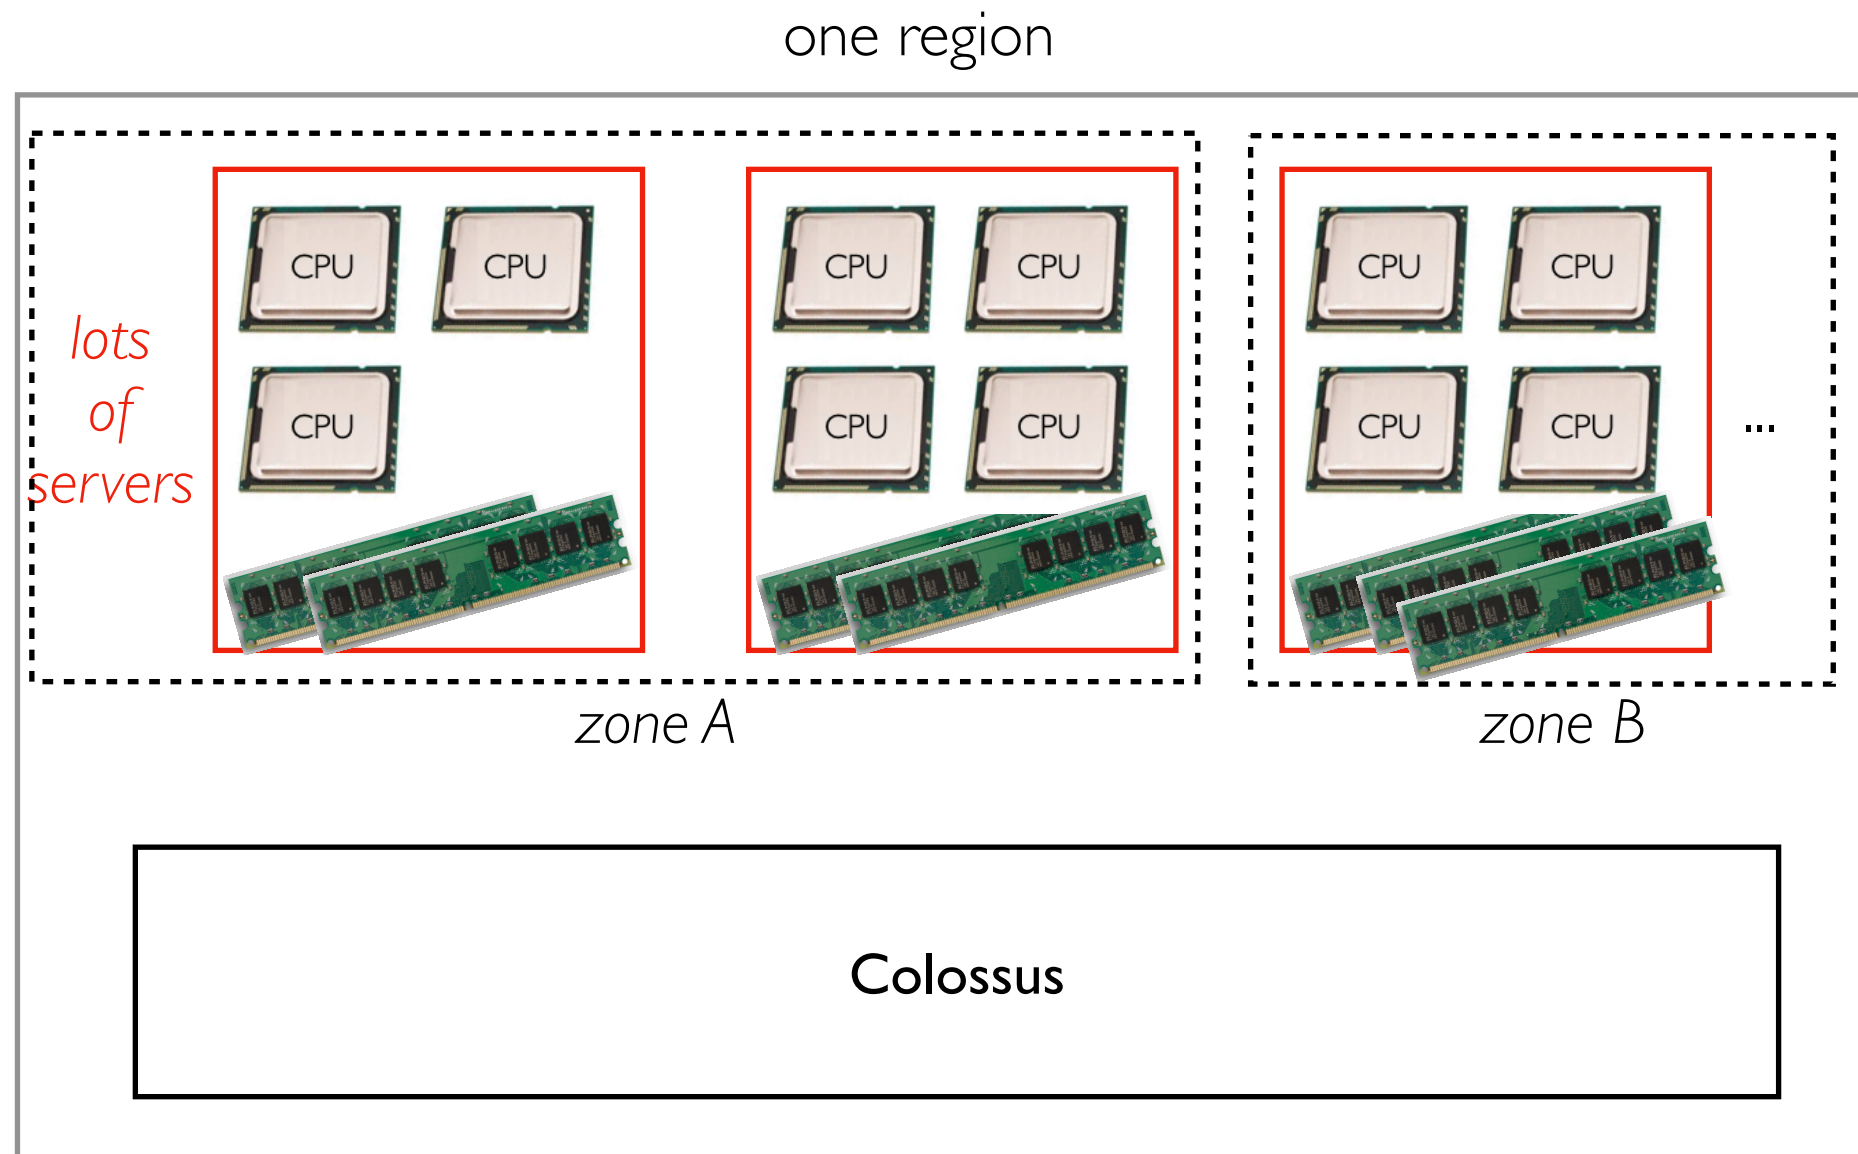 one region
lots
of
servers
CPU CPU
CPU
CPU CPU
CPU CPU
CPU CPU
CPU CPU
...
zone A
zone B
Colossus